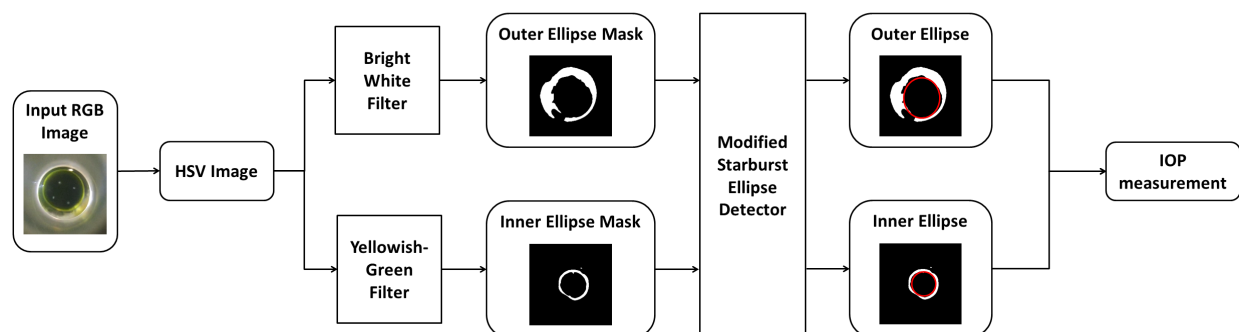 Input RGB
Image
HSV Image
Bright
White
Filter
Yellowish-
Green
Filter
Outer Ellipse Mask
Inner Ellipse Mask
Modified
Starburst
Ellipse
Detector
Outer Ellipse
Inner Ellipse
IOP
measurement